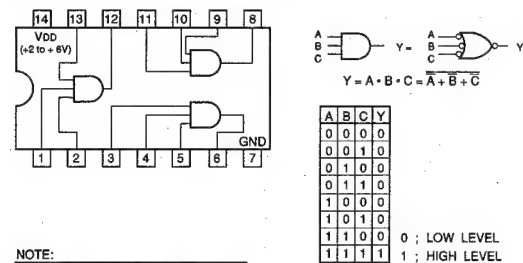 14 13 12 11 10 9 8
VDD
(+2 to + 6V)
GND
1 2 3 4 5 6 7
NOTE:
A
B
C
Y =
A
B
C
Y
Y = A • B • C = A + B + C
A B C Y
0 0 0 0
0 0 1 0
0 1 0 0
0 1 1 0
1 0 0 0
1 0 1 0
1 1 0 0
1 1 1 1
0 ; LOW LEVEL
1 ; HIGH LEVEL